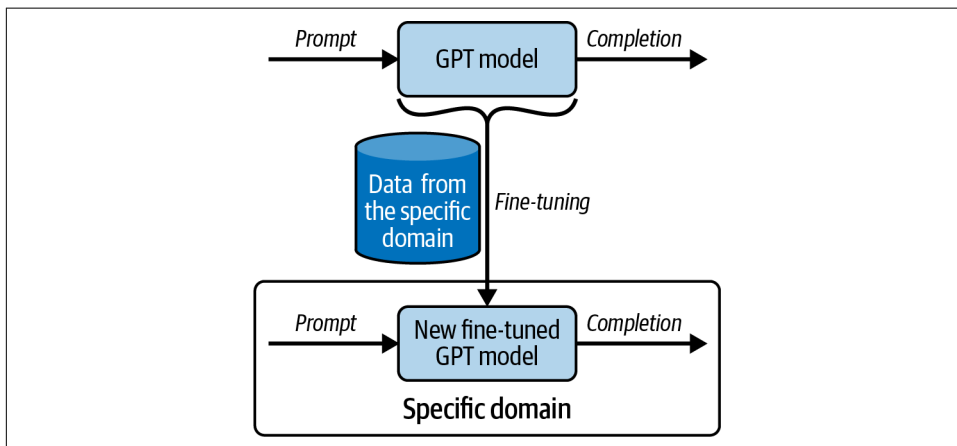 Prompt
GPT model
Completion
Data from
the specific
domain
Fine-tuning
Prompt
New fine-tuned
GPT model
Completion
Specific domain